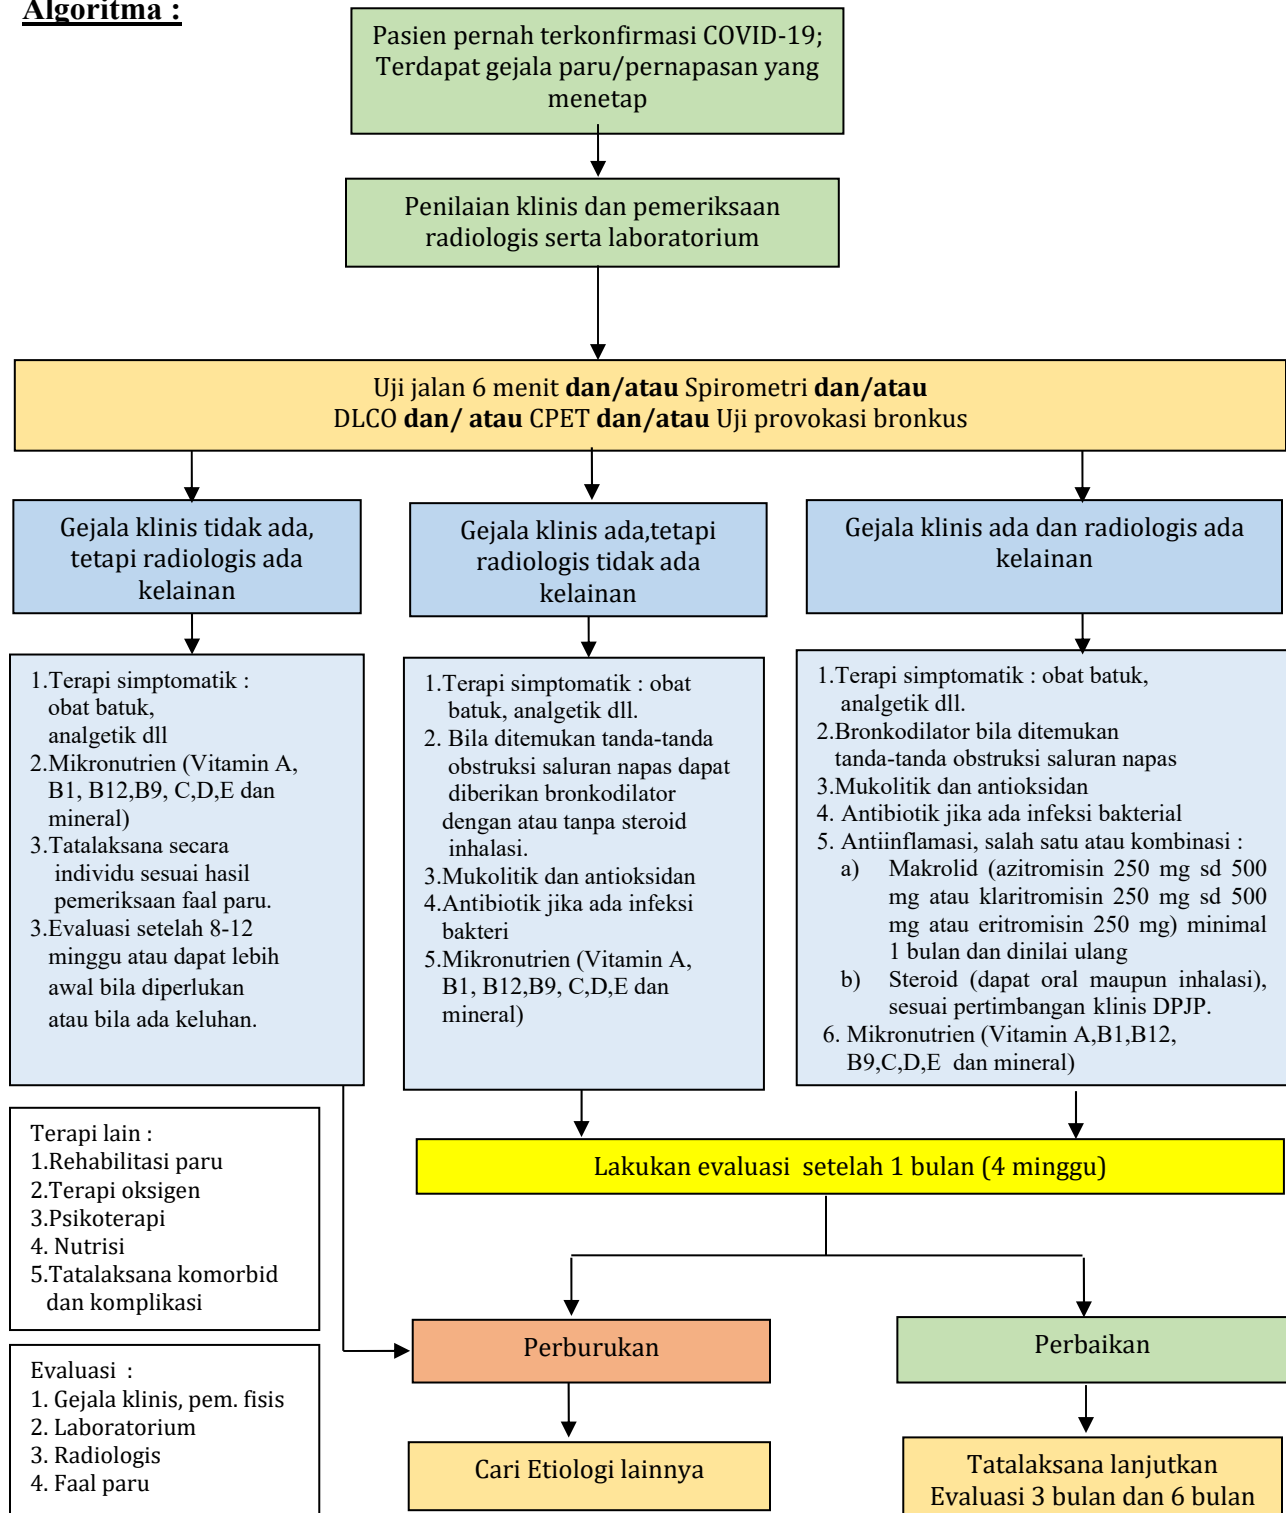 Algoritma :
Pasien pernah terkonfirmasi COVID-19;
Terdapat gejala paru/pernapasan yang
menetap
Penilaian klinis dan pemeriksaan
radiologis serta laboratorium
Uji jalan 6 menit dan/atau Spirometri dan/atau
DLCO dan/ atau CPET dan/atau Uji provokasi bronkus
Gejala klinis tidak ada,
tetapi radiologis ada
kelainan
Gejala klinis ada,tetapi
radiologis tidak ada
kelainan
Gejala klinis ada dan radiologis ada
kelainan
1.Terapi simptomatik :
obat batuk,
analgetik dll
2.Mikronutrien (Vitamin A,
B1, B12,B9, C,D,E dan
mineral)
3.Tatalaksana secara
individu sesuai hasil
pemeriksaan faal paru.
3.Evaluasi setelah 8-12
minggu atau dapat lebih
awal bila diperlukan
atau bila ada keluhan.
1.Terapi simptomatik : obat
batuk, analgetik dll.
2. Bila ditemukan tanda-tanda
obstruksi saluran napas dapat
diberikan bronkodilator
dengan atau tanpa steroid
inhalasi.
3.Mukolitik dan antioksidan
4.Antibiotik jika ada infeksi
bakteri
5.Mikronutrien (Vitamin A,
B1, B12,B9, C,D,E dan
mineral)
1.Terapi simptomatik : obat batuk,
analgetik dll.
2.Bronkodilator bila ditemukan
tanda-tanda obstruksi saluran napas
3.Mukolitik dan antioksidan
4. Antibiotik jika ada infeksi bakterial
5. Antiinflamasi, salah satu atau kombinasi :
a) Makrolid (azitromisin 250 mg sd 500
mg atau klaritromisin 250 mg sd 500
mg atau eritromisin 250 mg) minimal
1 bulan dan dinilai ulang
b) Steroid (dapat oral maupun inhalasi),
sesuai pertimbangan klinis DPJP.
6. Mikronutrien (Vitamin A,B1,B12,
B9,C,D,E dan mineral)
Terapi lain :
1.Rehabilitasi paru
2.Terapi oksigen
3.Psikoterapi
4. Nutrisi
5.Tatalaksana komorbid
dan komplikasi
Lakukan evaluasi setelah 1 bulan (4 minggu)
Perburukan
Perbaikan
Evaluasi :
1. Gejala klinis, pem. fisis
2. Laboratorium
3. Radiologis
4. Faal paru
Cari Etiologi lainnya
Tatalaksana lanjutkan
Evaluasi 3 bulan dan 6 bulan